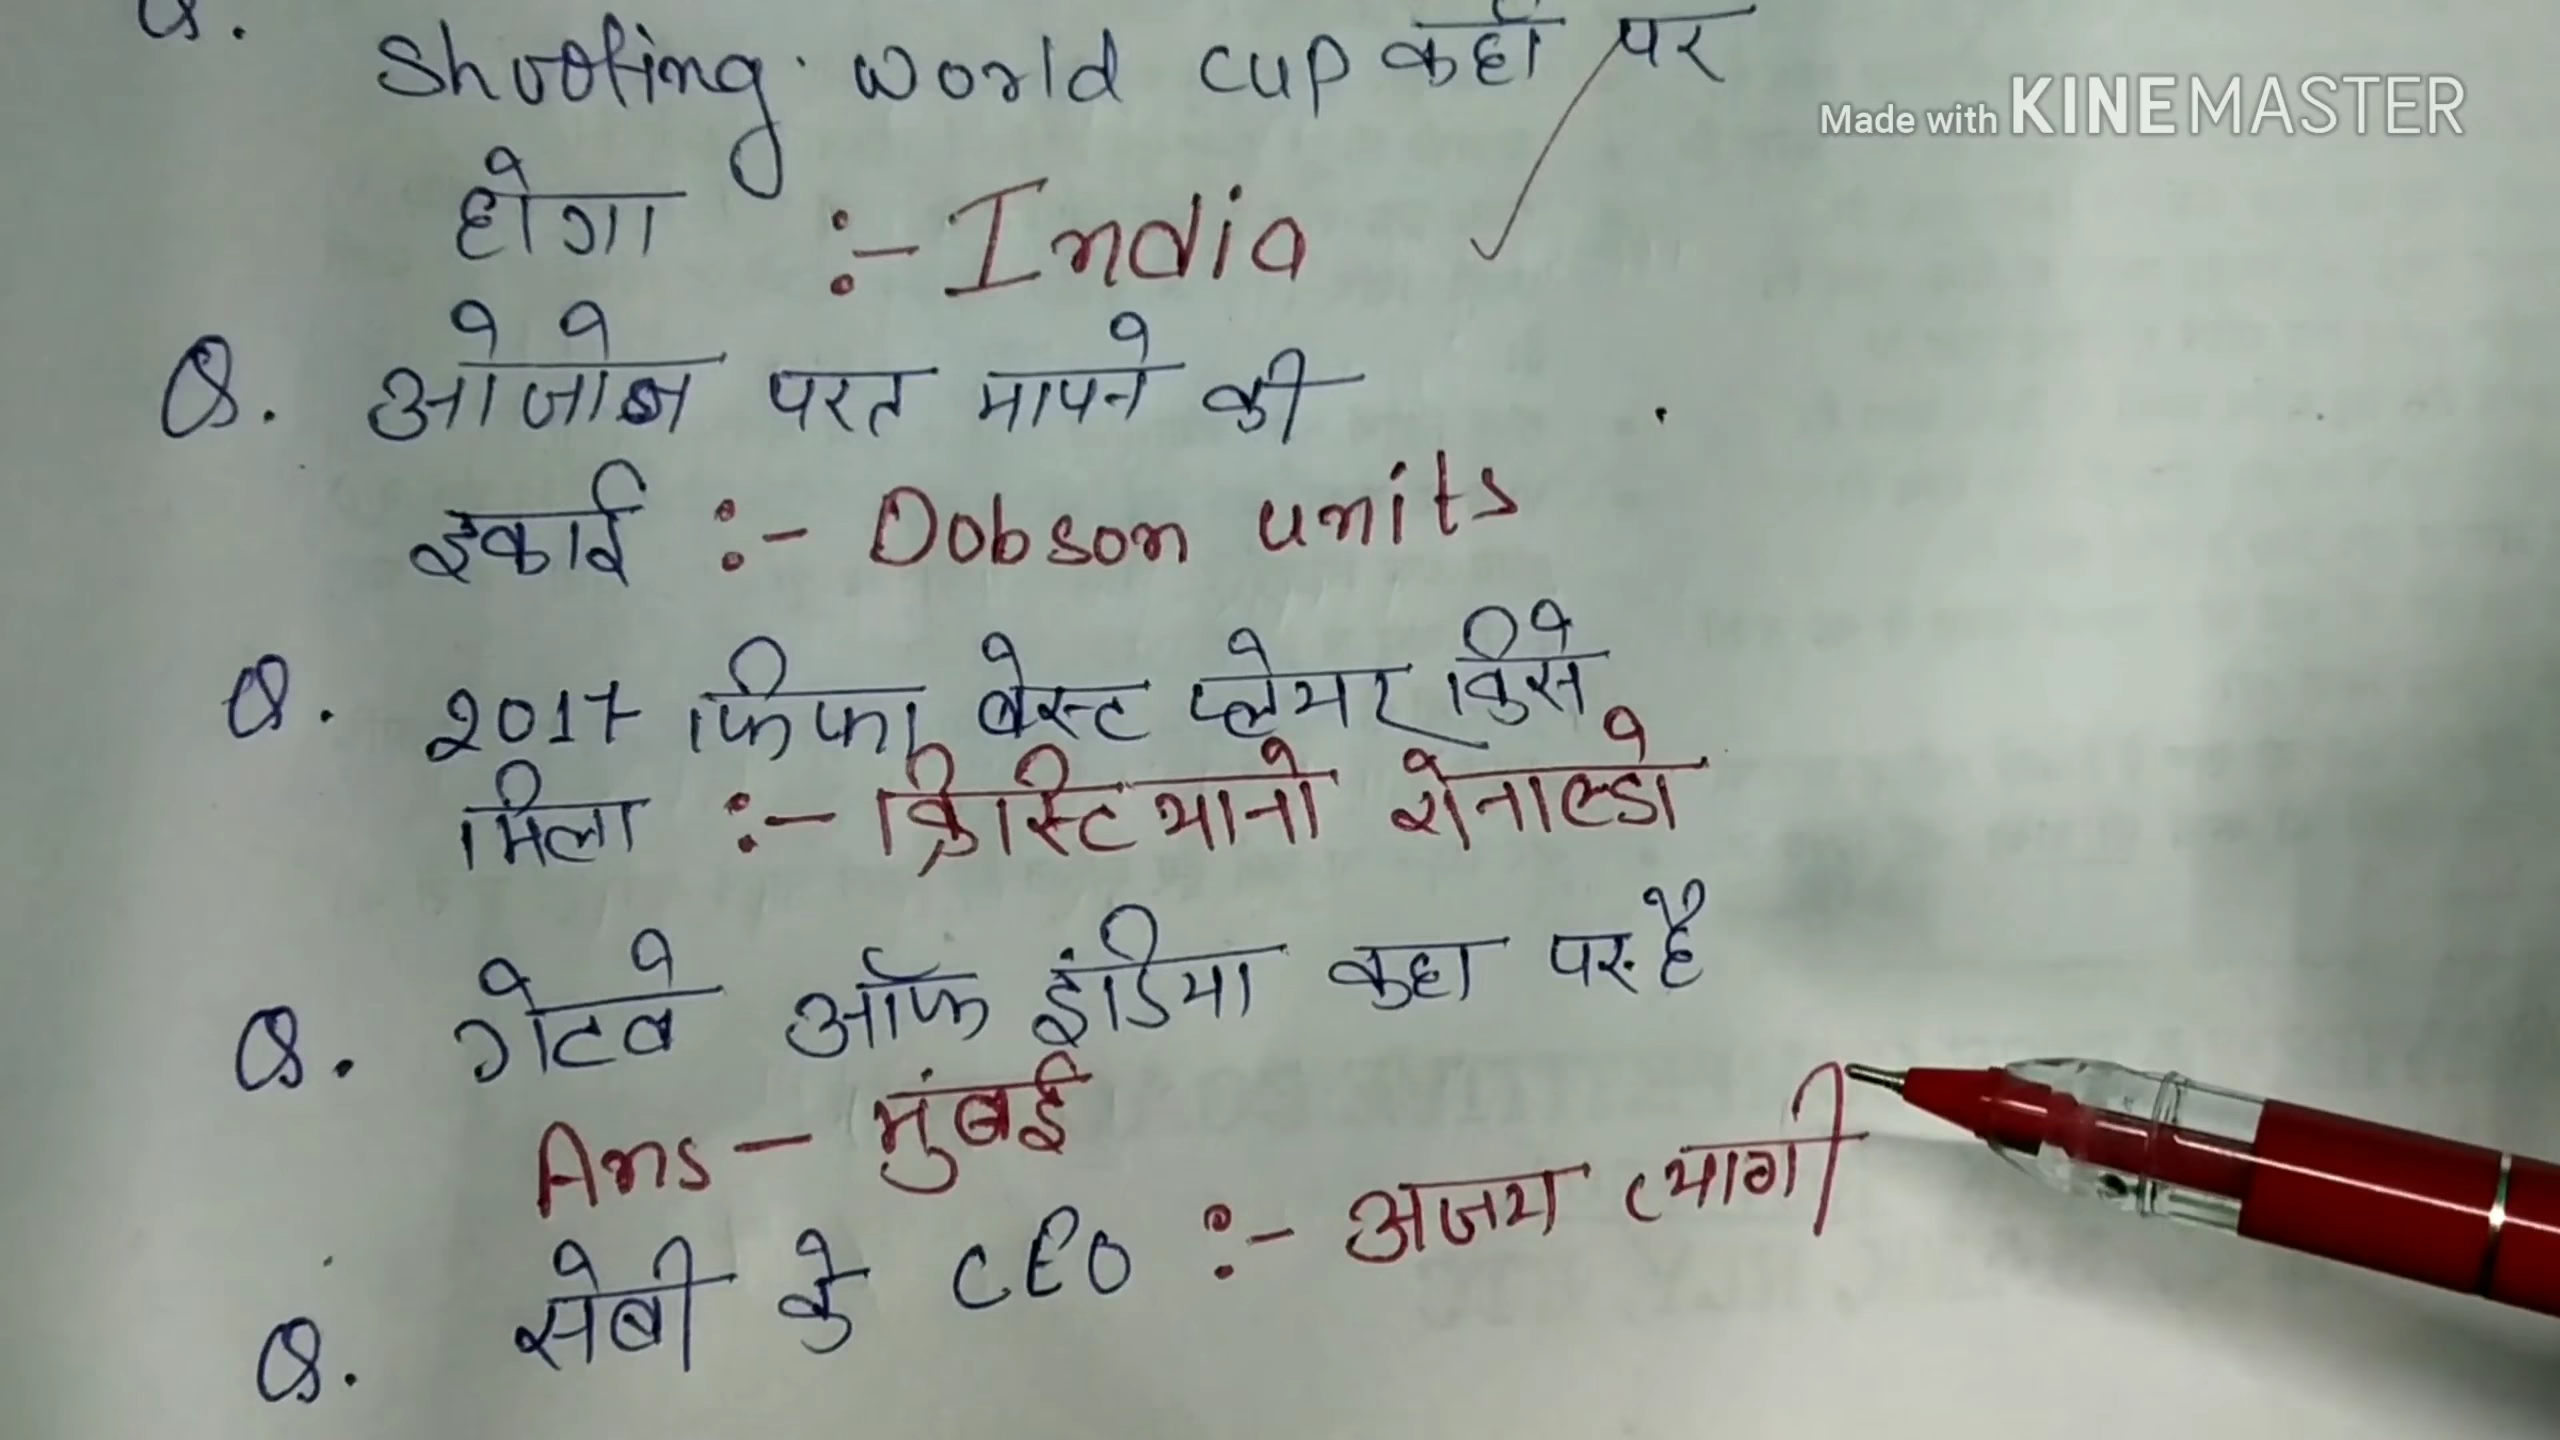 Q. Shooting World Cup कहाँ पर
Made with KINEMASTER
होगा :- India
Q. ओजोन परत मापने की
इकाई :- Dobson units
Q. 2017 फिफा बेस्ट प्लेयर किसे
मिला :- क्रिस्टियानो रोनाल्डो
Q. गेटवे ऑफ इंडिया कहा पर है
Ans - मुंबई
Q. सेबी के CEO :- अजय त्यागी